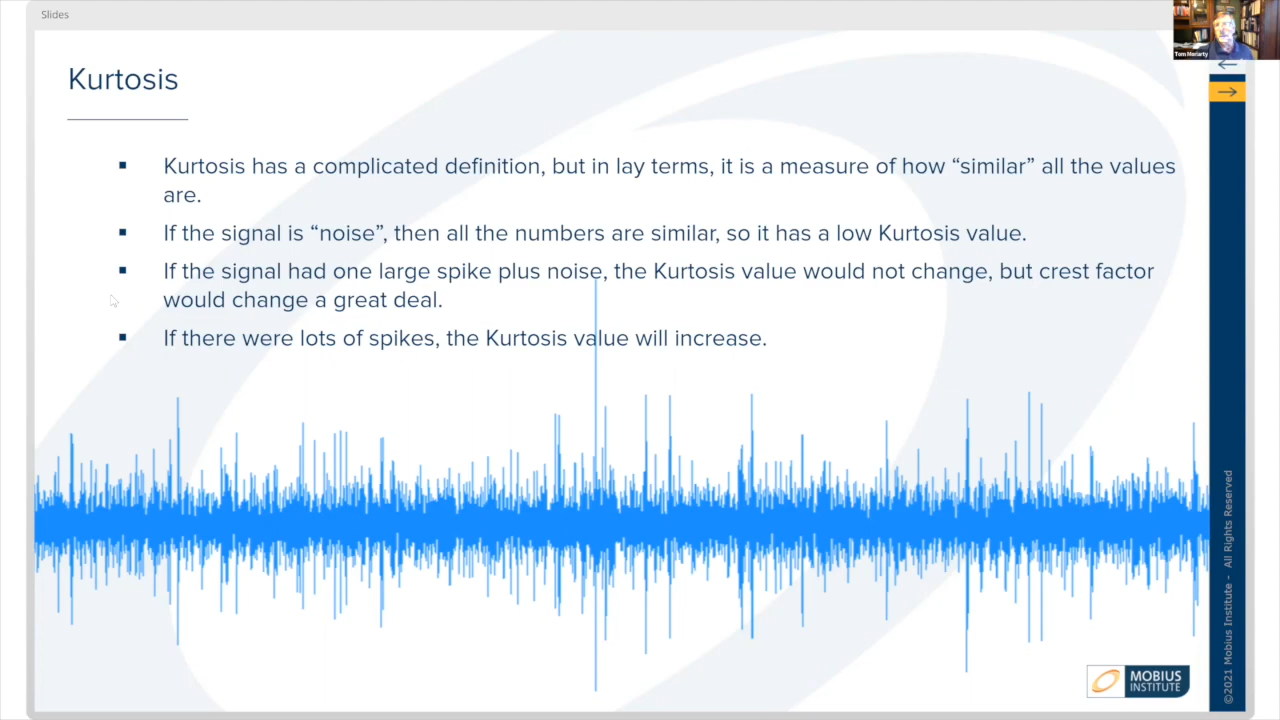 Slides
Tom Moriarty
Kurtosis
Kurtosis has a complicated definition, but in lay terms, it is a measure of how “similar” all the values
are.
If the signal is “noise”, then all the numbers are similar, so it has a low Kurtosis value.
If the signal had one large spike plus noise, the Kurtosis value would not change, but crest factor
would change a great deal.
If there were lots of spikes, the Kurtosis value will increase.
©2021 Mobius Institute - All Rights Reserved
MOBIUS
INSTITUTE